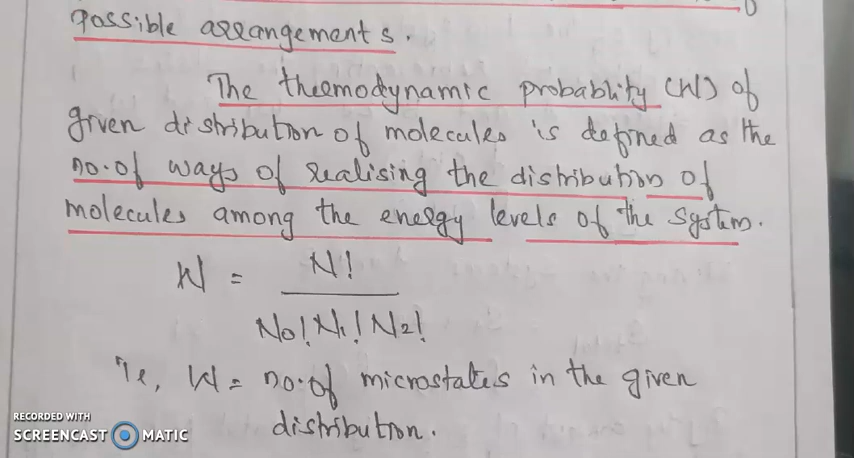 possible arrangements.
The thermodynamic probablity (W) of
given distribution of molecules is defined as the
no.of ways of realising the distribution of
molecules among the energy levels of the system.
W = N!
N0! N1! N2!
ie, W = no.of microstates in the given
distribution.
RECORDED WITH
SCREENCAST O MATIC